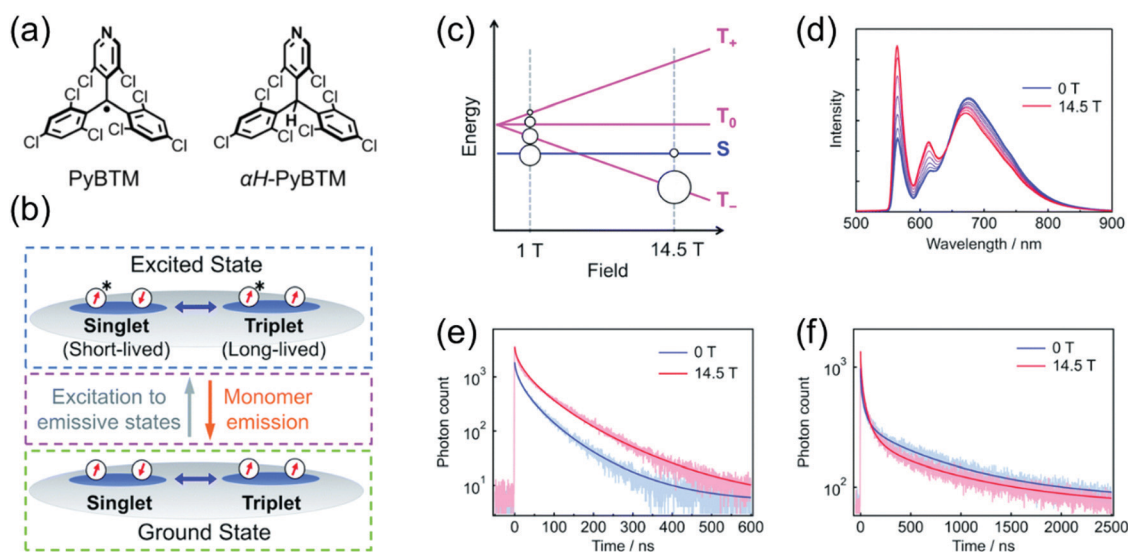 (a)
N
Cl
Cl
Cl
Cl
Cl
Cl
Cl
Cl
PyBTM
N
Cl
Cl
Cl
Cl
Cl
H
Cl
Cl
Cl
αH-PyBTM
(b)
Excited State
*
*
Singlet
Triplet
(Short-lived)
(Long-lived)
Excitation to
emissive states
Monomer
emission
Singlet
Triplet
Ground State
(c)
Energy
T+
T0
S
T−
1 T
14.5 T
Field
(d)
Intensity
0 T
14.5 T
500
600
700
800
900
Wavelength / nm
(e)
Photon count
10³
10²
10¹
0 T
14.5 T
0
100
200
300
400
500
600
Time / ns
(f)
Photon count
10³
10²
0 T
14.5 T
0
500
1000
1500
2000
2500
Time / ns